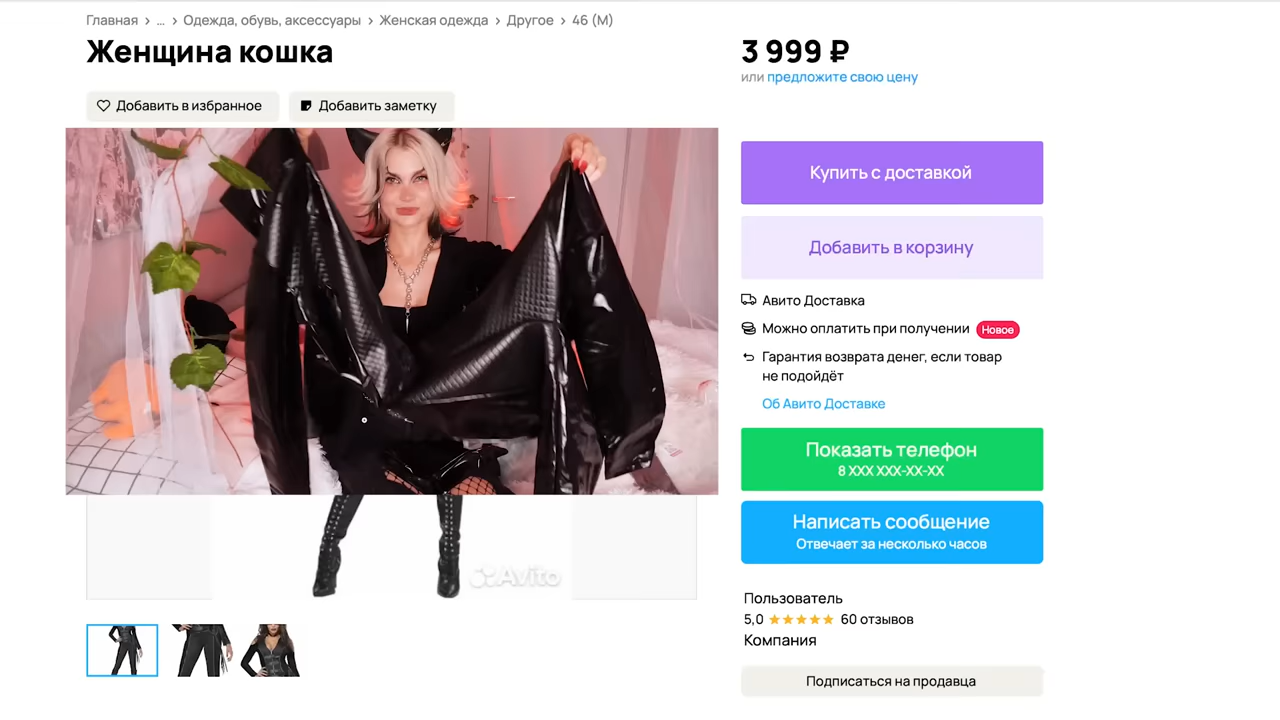 Главная > ... > Одежда, обувь, аксессуары > Женская одежда > Другое > 46 (M)
Женщина кошка
Добавить в избранное
Добавить заметку
3 999 ₽
или предложите свою цену
Купить с доставкой
Добавить в корзину
Авито Доставка
Можно оплатить при получении Новое
Гарантия возврата денег, если товар
не подойдёт
Об Авито Доставке
Показать телефон
8 XXX XXX-XX-XX
Написать сообщение
Отвечает за несколько часов
Avito
Пользователь
5,0 ★★★★★ 60 отзывов
Компания
Подписаться на продавца